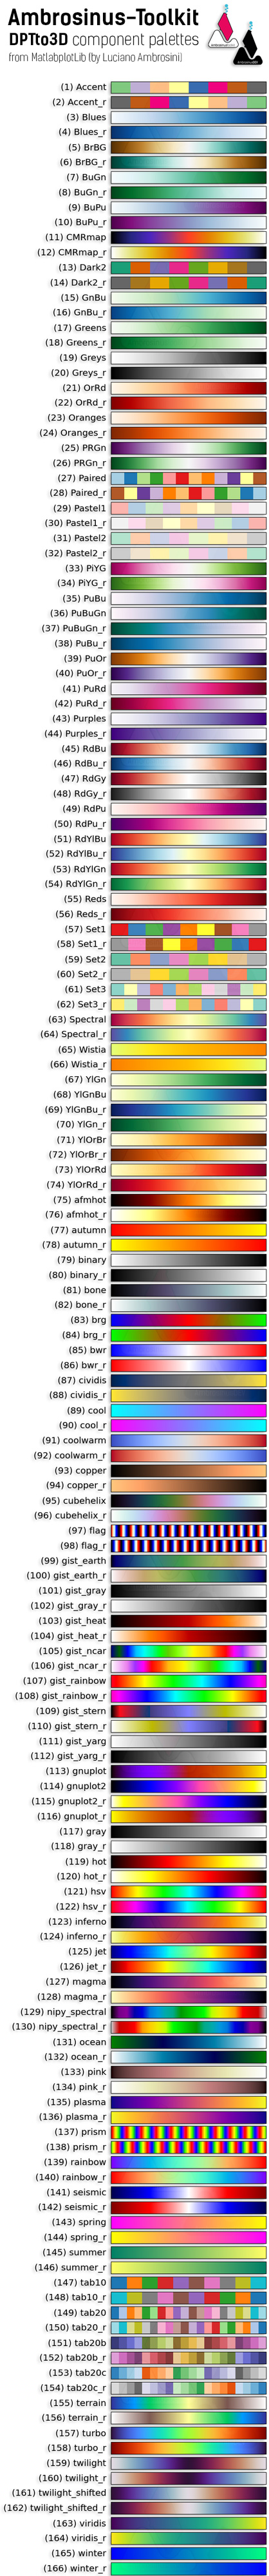 Ambrosinus-Toolkit
DPTto3D component palettes
from MatlabplotLib (by Luciano Ambrosini)
(1) Accent
(2) Accent_r
(3) Blues
(4) Blues_r
(5) BrBG
(6) BrBG_r
(7) BuGn
(8) BuGn_r
(9) BuPu
(10) BuPu_r
(11) CMRmap
(12) CMRmap_r
(13) Dark2
(14) Dark2_r
(15) GnBu
(16) GnBu_r
(17) Greens
(18) Greens_r
(19) Greys
(20) Greys_r
(21) OrRd
(22) OrRd_r
(23) Oranges
(24) Oranges_r
(25) PRGn
(26) PRGn_r
(27) Paired
(28) Paired_r
(29) Pastel1
(30) Pastel1_r
(31) Pastel2
(32) Pastel2_r
(33) PiYG
(34) PiYG_r
(35) PuBu
(36) PuBuGn
(37) PuBuGn_r
(38) PuBu_r
(39) PuOr
(40) PuOr_r
(41) PuRd
(42) PuRd_r
(43) Purples
(44) Purples_r
(45) RdBu
(46) RdBu_r
(47) RdGy
(48) RdGy_r
(49) RdPu
(50) RdPu_r
(51) RdYlBu
(52) RdYlBu_r
(53) RdYlGn
(54) RdYlGn_r
(55) Reds
(56) Reds_r
(57) Set1
(58) Set1_r
(59) Set2
(60) Set2_r
(61) Set3
(62) Set3_r
(63) Spectral
(64) Spectral_r
(65) Wistia
(66) Wistia_r
(67) YlGn
(68) YlGnBu
(69) YlGnBu_r
(70) YlGn_r
(71) YlOrBr
(72) YlOrBr_r
(73) YlOrRd
(74) YlOrRd_r
(75) afmhot
(76) afmhot_r
(77) autumn
(78) autumn_r
(79) binary
(80) binary_r
(81) bone
(82) bone_r
(83) brg
(84) brg_r
(85) bwr
(86) bwr_r
(87) cividis
(88) cividis_r
(89) cool
(90) cool_r
(91) coolwarm
(92) coolwarm_r
(93) copper
(94) copper_r
(95) cubehelix
(96) cubehelix_r
(97) flag
(98) flag_r
(99) gist_earth
(100) gist_earth_r
(101) gist_gray
(102) gist_gray_r
(103) gist_heat
(104) gist_heat_r
(105) gist_ncar
(106) gist_ncar_r
(107) gist_rainbow
(108) gist_rainbow_r
(109) gist_stern
(110) gist_stern_r
(111) gist_yarg
(112) gist_yarg_r
(113) gnuplot
(114) gnuplot2
(115) gnuplot2_r
(116) gnuplot_r
(117) gray
(118) gray_r
(119) hot
(120) hot_r
(121) hsv
(122) hsv_r
(123) inferno
(124) inferno_r
(125) jet
(126) jet_r
(127) magma
(128) magma_r
(129) nipy_spectral
(130) nipy_spectral_r
(131) ocean
(132) ocean_r
(133) pink
(134) pink_r
(135) plasma
(136) plasma_r
(137) prism
(138) prism_r
(139) rainbow
(140) rainbow_r
(141) seismic
(142) seismic_r
(143) spring
(144) spring_r
(145) summer
(146) summer_r
(147) tab10
(148) tab10_r
(149) tab20
(150) tab20_r
(151) tab20b
(152) tab20b_r
(153) tab20c
(154) tab20c_r
(155) terrain
(156) terrain_r
(157) turbo
(158) turbo_r
(159) twilight
(160) twilight_r
(161) twilight_shifted
(162) twilight_shifted_r
(163) viridis
(164) viridis_r
(165) winter
(166) winter_r